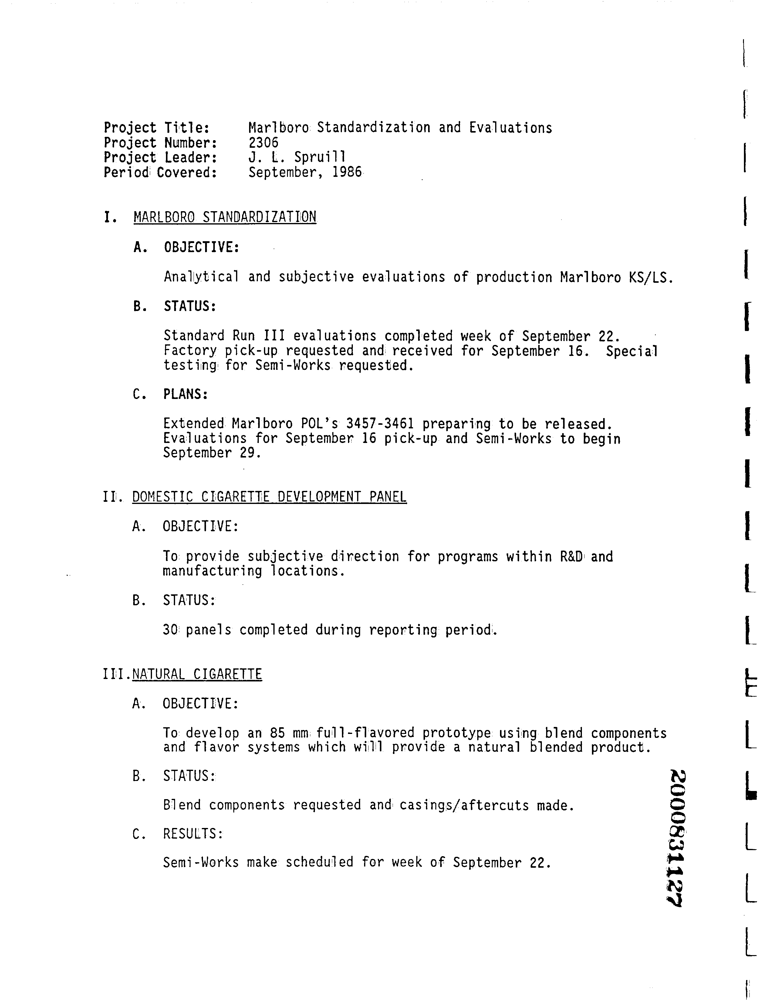 Project Title: Marlboro Standardization and Evaluations
Project Number: 2306
Project Leader: J. L. Spruill
Period Covered: September, 1986
I. MARLBORO STANDARDIZATION
A. OBJECTIVE:
Analytical and subjective evaluations of production Marlboro KS/LS.
B. STATUS:
Standard Run III evaluations completed week of September 22.
Factory pick-up requested and received for September 16. Special
testing for Semi-Works requested.
C. PLANS:
Extended Marlboro POL's 3457-3461 preparing to be released.
Evaluations for September 16 pick-up and Semi-Works to begin
September 29.
II. DOMESTIC CIGARETTE DEVELOPMENT PANEL
A. OBJECTIVE:
To provide subjective direction for programs within R&D and
manufacturing locations.
B. STATUS:
30 panels completed during reporting period.
III.NATURAL CIGARETTE
A. OBJECTIVE:
To develop an 85 mm full-flavored prototype using blend components
and flavor systems which will provide a natural blended product.
B. STATUS:
Blend components requested and casings/aftercuts made.
C. RESULTS:
Semi-Works make scheduled for week of September 22.
2000831127